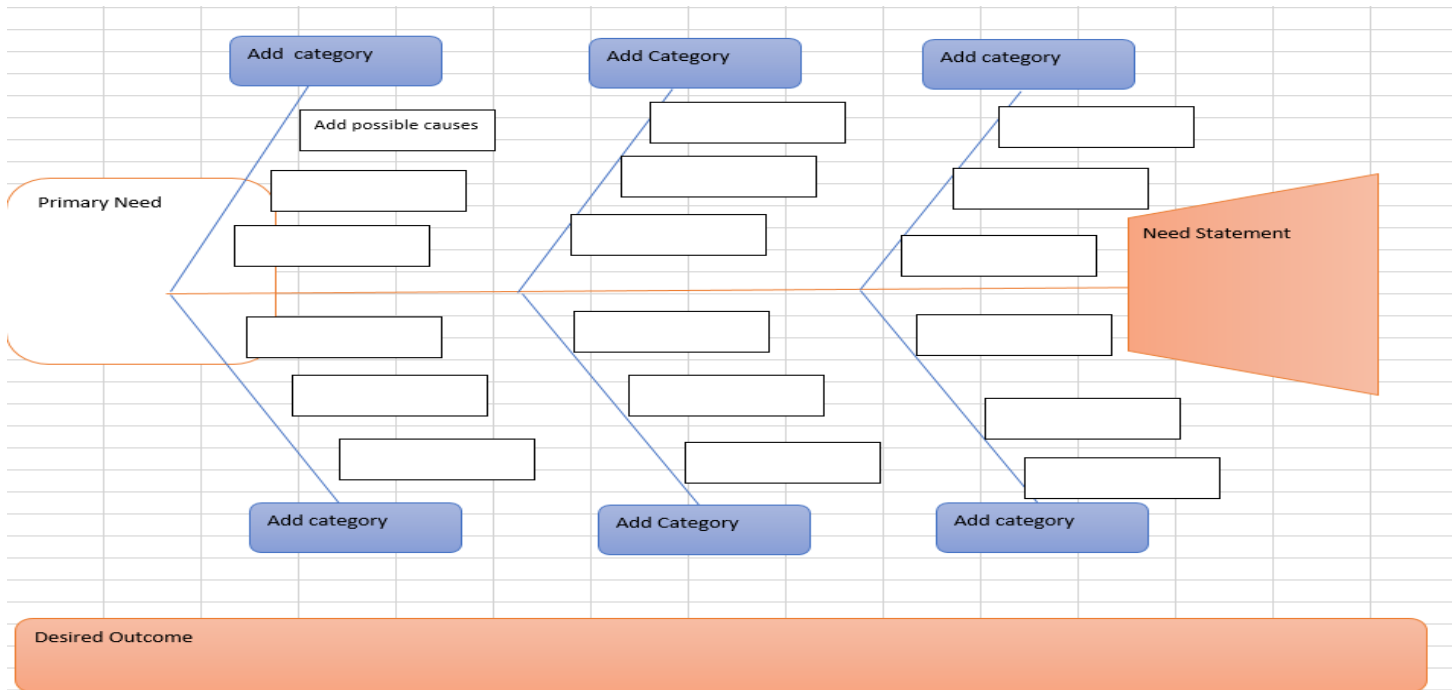 Add  category
Add Category
Add category
Add possible causes
Primary Need
Need Statement
Add category
Add Category
Add category
Desired Outcome